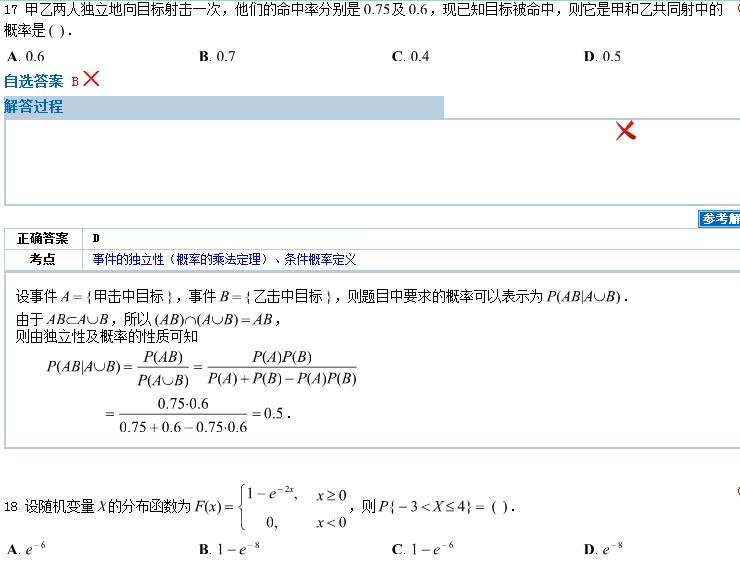 17 甲乙两人独立地向目标射击一次，他们的命中率分别是 0.75 及 0.6，现已知目标被命中，则它是甲和乙共同射中的
概率是 ( ).
A. 0.6 B. 0.7 C. 0.4 D. 0.5
自选答案 B
解答过程
参考解
正确答案 D
考点 事件的独立性（概率的乘法定理）、条件概率定义
设事件 A = { 甲击中目标 }，事件 B = { 乙击中目标 }，则题目中要求的概率可以表示为 P(AB|A∪B).
由于 AB⊂A∪B，所以 (AB)∩(A∪B) = AB，
则由独立性及概率的性质可知
P(AB|A∪B) = P(AB) / P(A∪B) = P(A)P(B) / P(A) + P(B) − P(A)P(B)
= 0.75·0.6 / 0.75 + 0.6 − 0.75·0.6 = 0.5 .
18 设随机变量 X 的分布函数为 F(x) = { 1 − e^{−2x}, x ≥ 0 0, x < 0 ，则 P{ −3 < X ≤ 4} = ( ).
A. e^{−6} B. 1 − e^{−8} C. 1 − e^{−6} D. e^{−8}